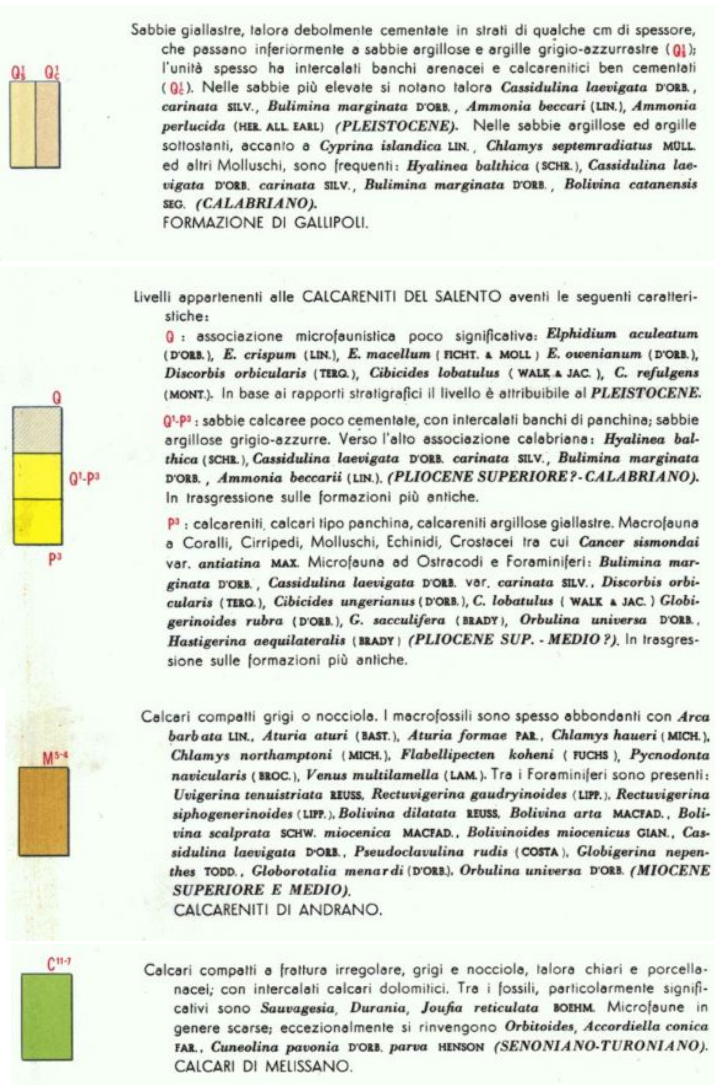 Sabbie giallastre, talora debolmente cementate in strati di qualche cm di spessore,
che passano inferiormente a sabbie argillose e argille grigio-azzurrastre (Q¹s);
l'unità spesso ha intercalati banchi arenacei e calcarenitici ben cementati
(Q¹c). Nelle sabbie più elevate si notano talora Cassidulina laevigata D'ORB.,
carinata SILV., Bulimina marginata D'ORB., Ammonia beccari (LIN.), Ammonia
perlucida (HER. ALL. EARL) (PLEISTOCENE). Nelle sabbie argillose ed argille
sottostanti, accanto a Cyprina islandica LIN., Chlamys septemradiatus MÜLL.
ed altri Molluschi, sono frequenti: Hyalinea balthica (SCHR.), Cassidulina lae-
vigata D'ORB. carinata SILV., Bulimina marginata D'ORB., Bolivina catanensis
SEG. (CALABRIANO).
FORMAZIONE DI GALLIPOLI.
Q¹s Q¹c
Livelli appartenenti alle CALCARENITI DEL SALENTO aventi le seguenti caratteri-
stiche:
Q : associazione microfaunistica poco significativa: Elphidium aculeatum
(D'ORB.), E. crispum (LIN.), E. macellum (FICHT. & MOLL) E. owenianum (D'ORB.),
Discorbis orbicularis (TERQ.), Cibicides lobatulus (WALK & JAC.), C. refulgens
(MONT.). In base ai rapporti stratigrafici il livello è attribuibile al PLEISTOCENE.
Q¹-P³ : sabbie calcaree poco cementate, con intercalati banchi di panchina; sabbie
argillose grigio-azzurre. Verso l'alto associazione calabriana: Hyalinea bal-
thica (SCHR.), Cassidulina laevigata D'ORB. carinata SILV., Bulimina marginata
D'ORB., Ammonia beccarii (LIN.). (PLIOCENE SUPERIORE?-CALABRIANO).
In trasgressione sulle formazioni più antiche.
P³ : calcareniti, calcari tipo panchina, calcareniti argillose giallastre. Macrofauna
a Coralli, Cirripedi, Molluschi, Echinidi, Crostacei tra cui Cancer sismondai
var. antiatina MAX. Microfauna ad Ostracodi e Foraminiferi: Bulimina mar-
ginata D'ORB., Cassidulina laevigata D'ORB. var. carinata SILV., Discorbis orbi-
cularis (TERQ.), Cibicides ungerianus (D'ORB.), C. lobatulus (WALK & JAC.) Globi-
gerinoides rubra (D'ORB.), G. sacculifera (BRADY), Orbulina universa D'ORB.,
Hastigerina aequilateralis (BRADY) (PLIOCENE SUP. - MEDIO ?). In trasgres-
sione sulle formazioni più antiche.
Q
Q¹-P³
P³
Calcari compatti grigi o nocciola. I macrofossili sono spesso abbondanti con Arca
barbata LIN., Aturia aturi (BAST.), Aturia formae PAR., Chlamys haueri (MICH.),
Chlamys northamptoni (MICH.), Flabellipecten koheni (FUCHS), Pycnodonta
navicularis (BROC.), Venus multilamella (LAM.). Tra i Foraminiferi sono presenti:
Uvigerina tenuistriata REUSS, Rectuvigerina gaudryinoides (LIPP.), Rectuvigerina
siphogenerinoides (LIPP.), Bolivina dilatata REUSS, Bolivina arta MACFAD., Boli-
vina scalprata SCHW. miocenica MACFAD., Bolivinoides miocenicus GIAN., Cas-
sidulina laevigata D'ORB., Pseudoclavulina rudis (COSTA), Globigerina nepen-
thes TODD., Globorotalia menardi (D'ORB.), Orbulina universa D'ORB. (MIOCENE
SUPERIORE E MEDIO).
CALCARENITI DI ANDRANO.
M⁵⁻⁴
Calcari compatti a frattura irregolare, grigi e nocciola, talora chiari e porcella-
nacei; con intercalati calcari dolomitici. Tra i fossili, particolarmente signifi-
cativi sono Sauvagesia, Durania, Joufia reticulata BOEHM. Microfaune in
genere scarse; eccezionalmente si rinvengono Orbitoides, Accordiella conica
FAR., Cuneolina pavonia D'ORB. parva HENSON (SENONIANO-TURONIANO).
CALCARI DI MELISSANO.
C¹¹⁻⁷